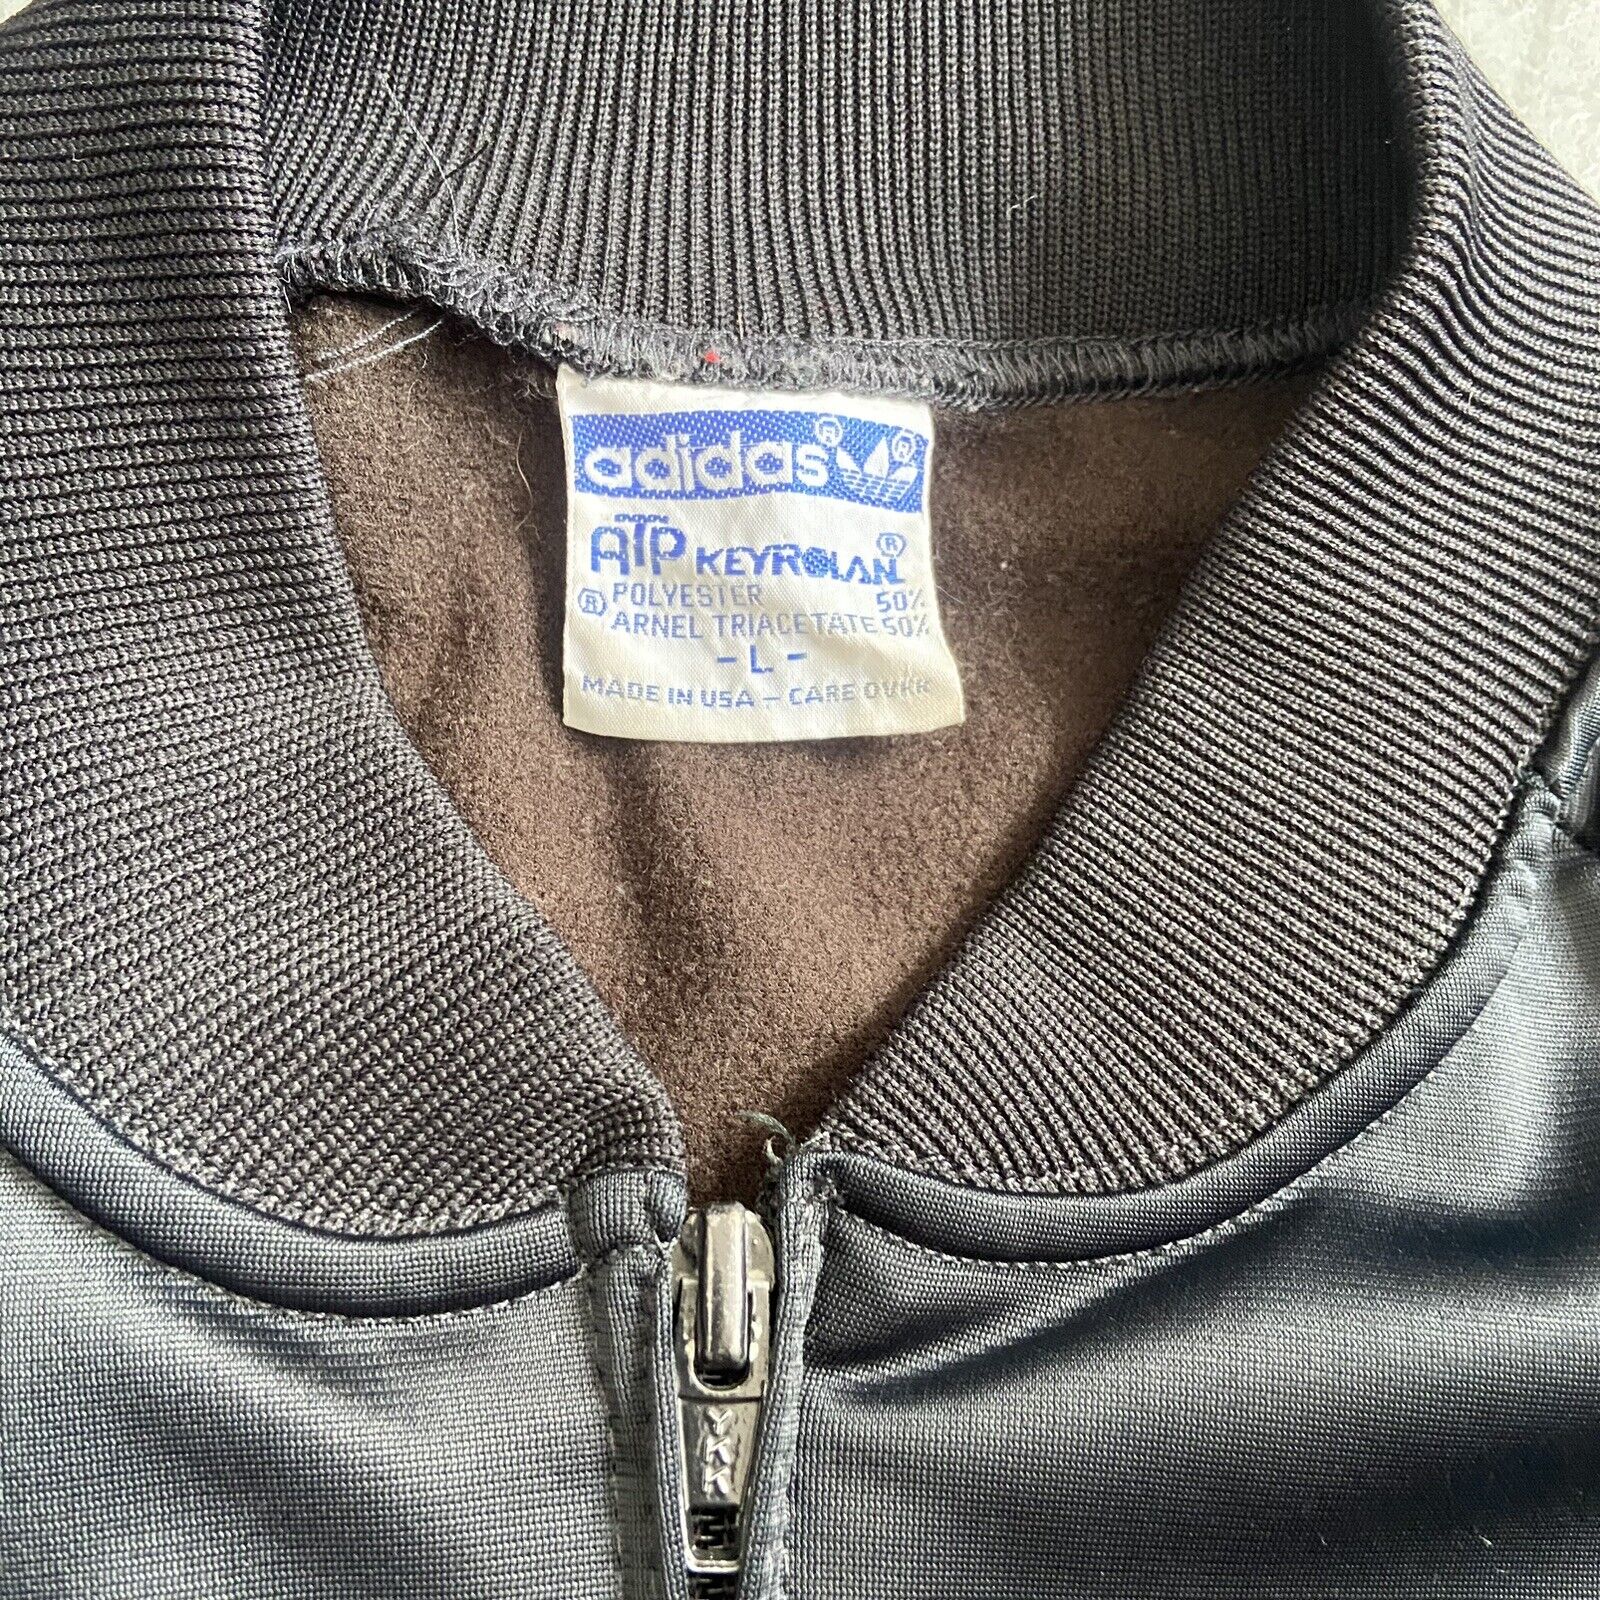 adidas® ®
ATP KEYROLAN®
POLYESTER 50%
® ARNEL TRIACETATE 50%
- L -
MADE IN USA - CARE OVER
YKK